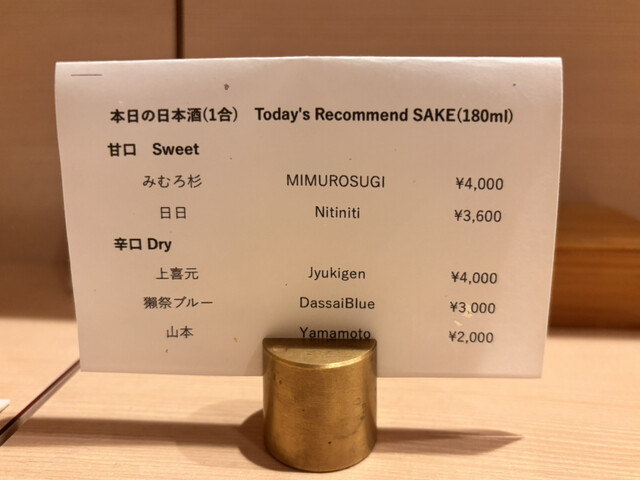 本日の日本酒(1合) Today's Recommend SAKE(180ml)
甘口 Sweet
みむろ杉 MIMUROSUGI ¥4,000
日日 Nitiniti ¥3,600
辛口 Dry
上喜元 Jyukigen ¥4,000
獺祭ブルー DassaiBlue ¥3,000
山本 Yamamoto ¥2,000